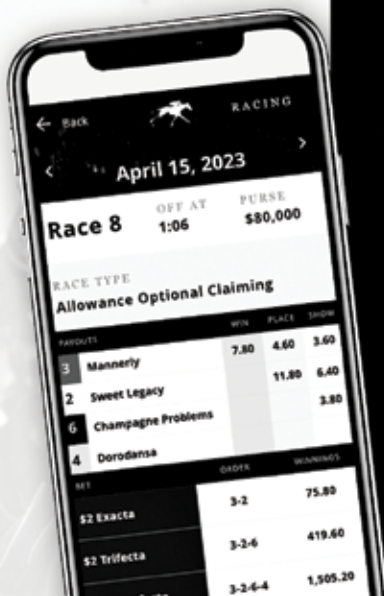 ← Back
RACING
‹ April 15, 2023 ›
Race 8 OFF AT 1:06 PURSE $80,000
RACE TYPE
Allowance Optional Claiming
PAYOUTS WIN PLACE SHOW
3 Mannerly 7.80 4.60 3.60
2 Sweet Legacy 11.80 6.40
6 Champagne Problems 3.80
4 Dorodansa
BET ORDER WINNINGS
$2 Exacta 3-2 75.80
$2 Trifecta 3-2-6 419.60
3-2-6-4 1,505.20